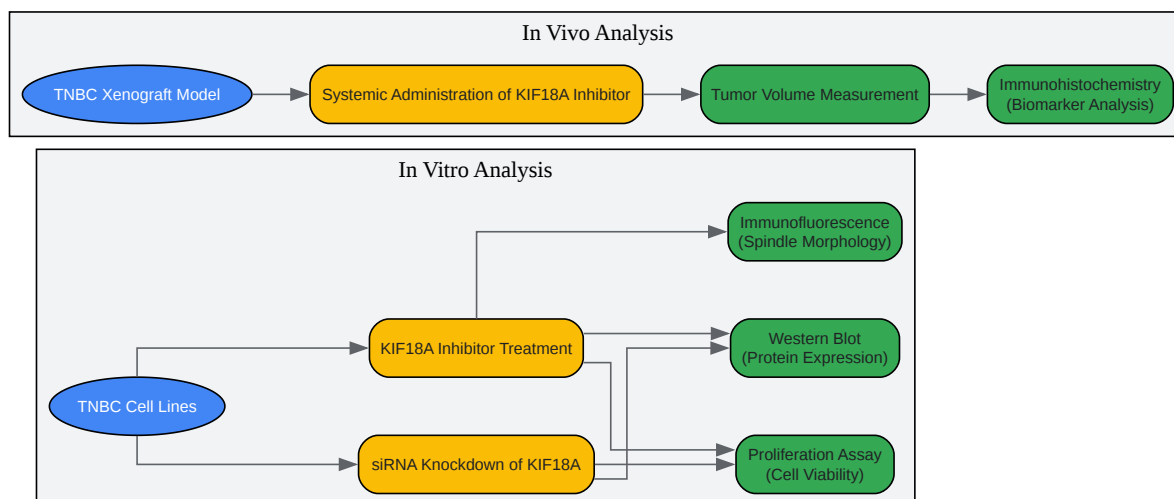 In Vivo Analysis
TNBC Xenograft Model
Systemic Administration of KIF18A Inhibitor
Tumor Volume Measurement
Immunohistochemistry
(Biomarker Analysis)
In Vitro Analysis
Immunofluorescence
(Spindle Morphology)
KIF18A Inhibitor Treatment
Western Blot
(Protein Expression)
TNBC Cell Lines
siRNA Knockdown of KIF18A
Proliferation Assay
(Cell Viability)